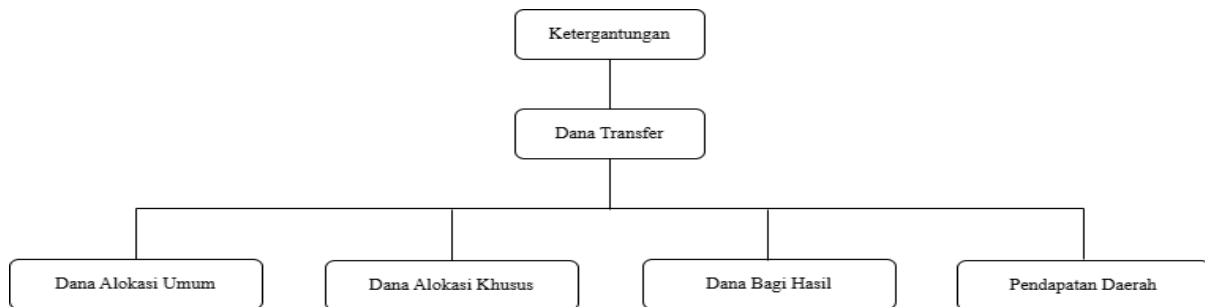 Ketergantungan
Dana Transfer
Dana Alokasi Umum
Dana Alokasi Khusus
Dana Bagi Hasil
Pendapatan Daerah